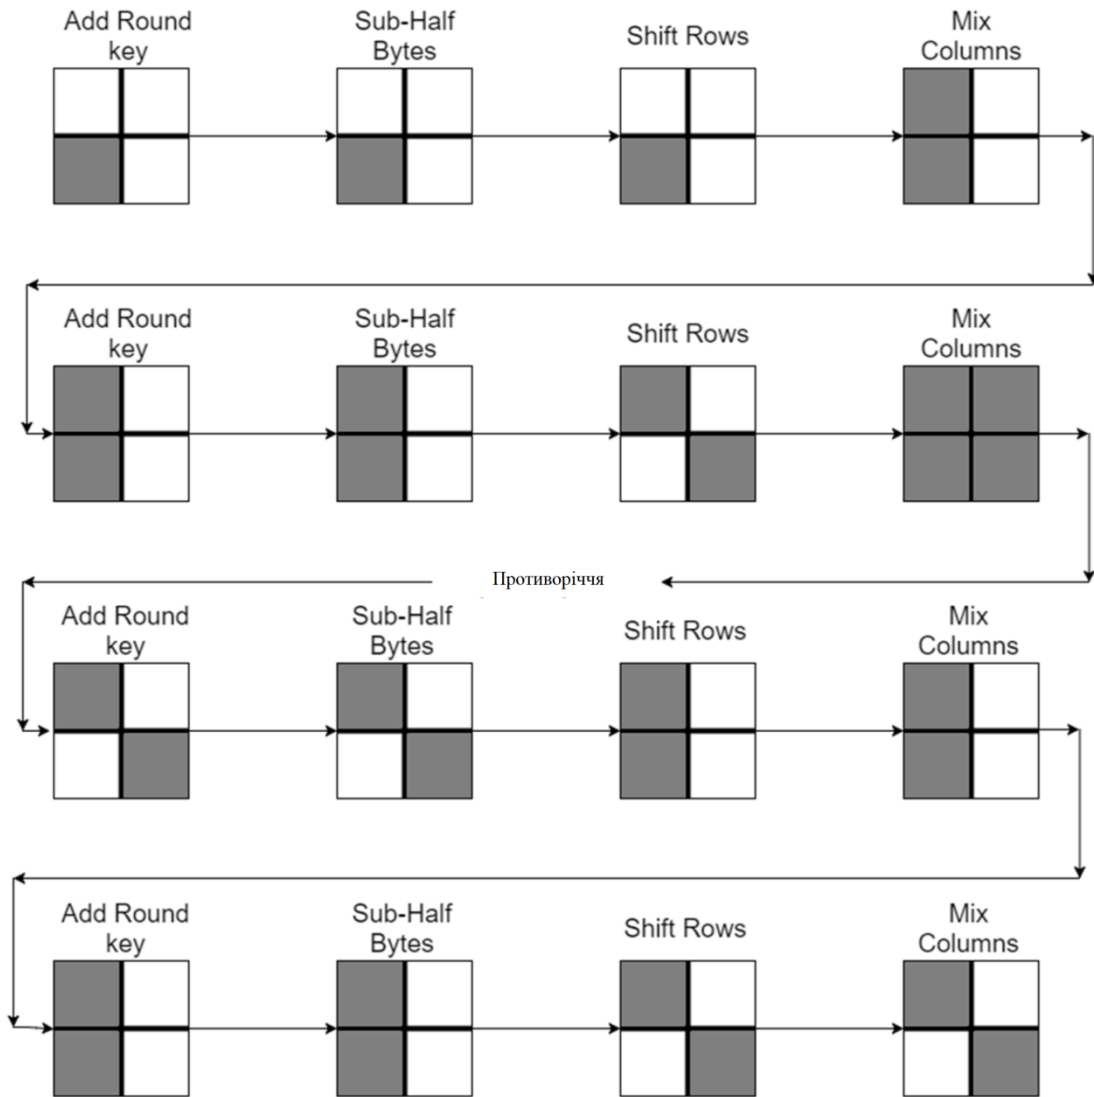 Add Round
key
Sub-Half
Bytes
Shift Rows
Mix
Columns
Add Round
key
Sub-Half
Bytes
Shift Rows
Mix
Columns
Противоріччя
Add Round
key
Sub-Half
Bytes
Shift Rows
Mix
Columns
Add Round
key
Sub-Half
Bytes
Shift Rows
Mix
Columns